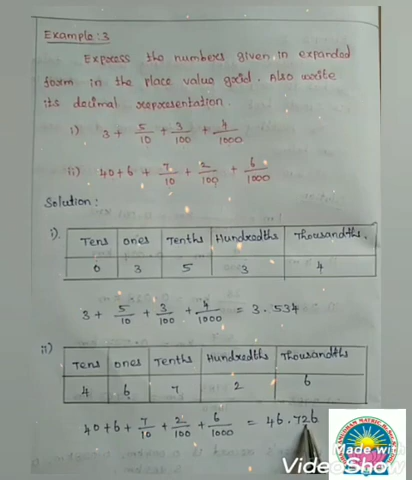 Example:3
Express the numbers given in expanded
form in the place value grid. Also write
its decimal representation.
i) 3 + 5/10 + 3/100 + 4/1000
ii) 40+6 + 7/10 + 2/100 + 6/1000
Solution:
i).
Tens ones Tenths Hundredths Thousandths.
0 3 5 3 4
3 + 5/10 + 3/100 + 4/1000 = 3.534
ii)
Tens ones Tenths Hundredths Thousandths
4 6 7 2 6
40+6+ 7/10 + 2/100 + 6/1000 = 46.726
Made with
VideoShow